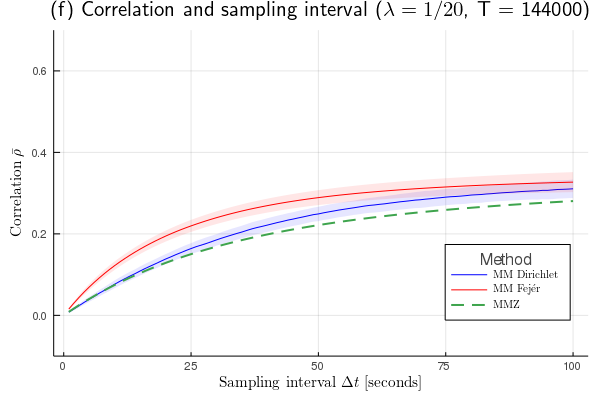 (f) Correlation and sampling interval (λ = 1/20, T = 144000)
0.6
0.4
0.2
0.0
Correlation ρ̄
Method
MM Dirichlet
MM Fejér
MMZ
0 25 50 75 100
Sampling interval Δt [seconds]